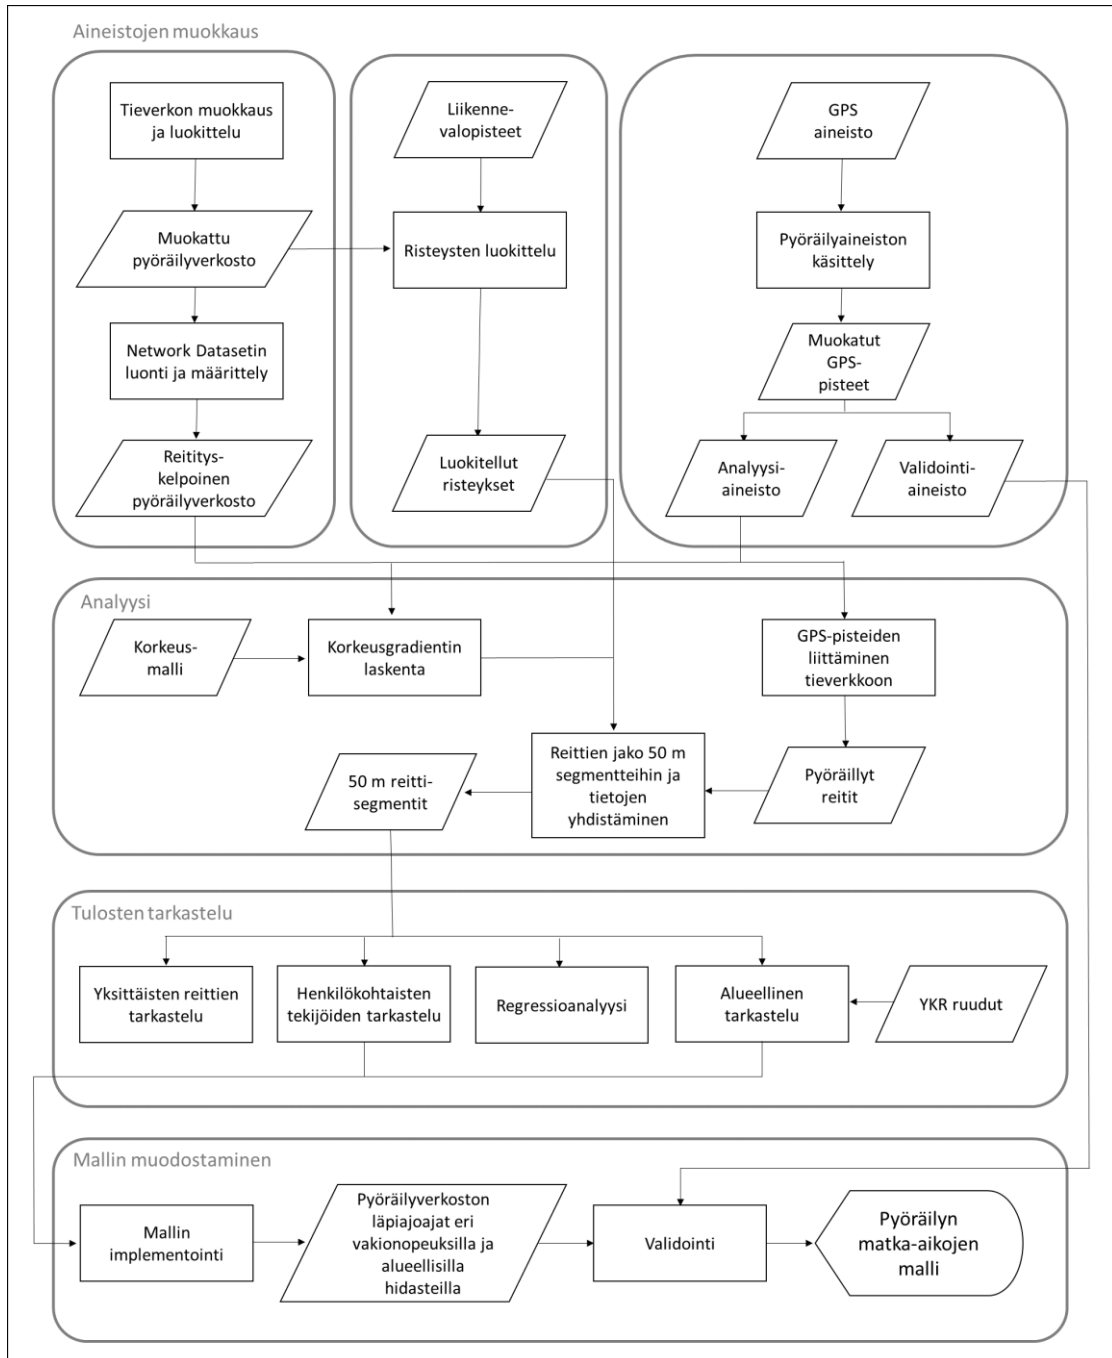 Aineistojen muokkaus
Tieverkon muokkaus
ja luokittelu
Muokattu
pyöräilyverkosto
Network Datasetin
luonti ja määrittely
Reititys-
kelpoinen
pyöräilyverkosto
Liikenne-
valopisteet
Risteysten luokittelu
Luokitellut
risteykset
GPS
aineisto
Pyöräilyaineiston
käsittely
Muokatut
GPS-
pisteet
Analyysi-
aineisto
Validointi-
aineisto
Analyysi
Korkeus-
malli
Korkeusgradientin
laskenta
GPS-pisteiden
liittäminen
tieverkkoon
50 m reitti-
segmentit
Reittien jako 50 m
segmentteihin ja
tietojen
yhdistäminen
Pyöräillyt
reitit
Tulosten tarkastelu
Yksittäisten reittien
tarkastelu
Henkilökohtaisten
tekijöiden tarkastelu
Regressioanalyysi
Alueellinen
tarkastelu
YKR ruudut
Mallin muodostaminen
Mallin
implementointi
Pyöräilyverkoston
läpiajoajat eri
vakionopeuksilla ja
alueellisilla
hidasteilla
Validointi
Pyöräilyn
matka-aikojen
malli